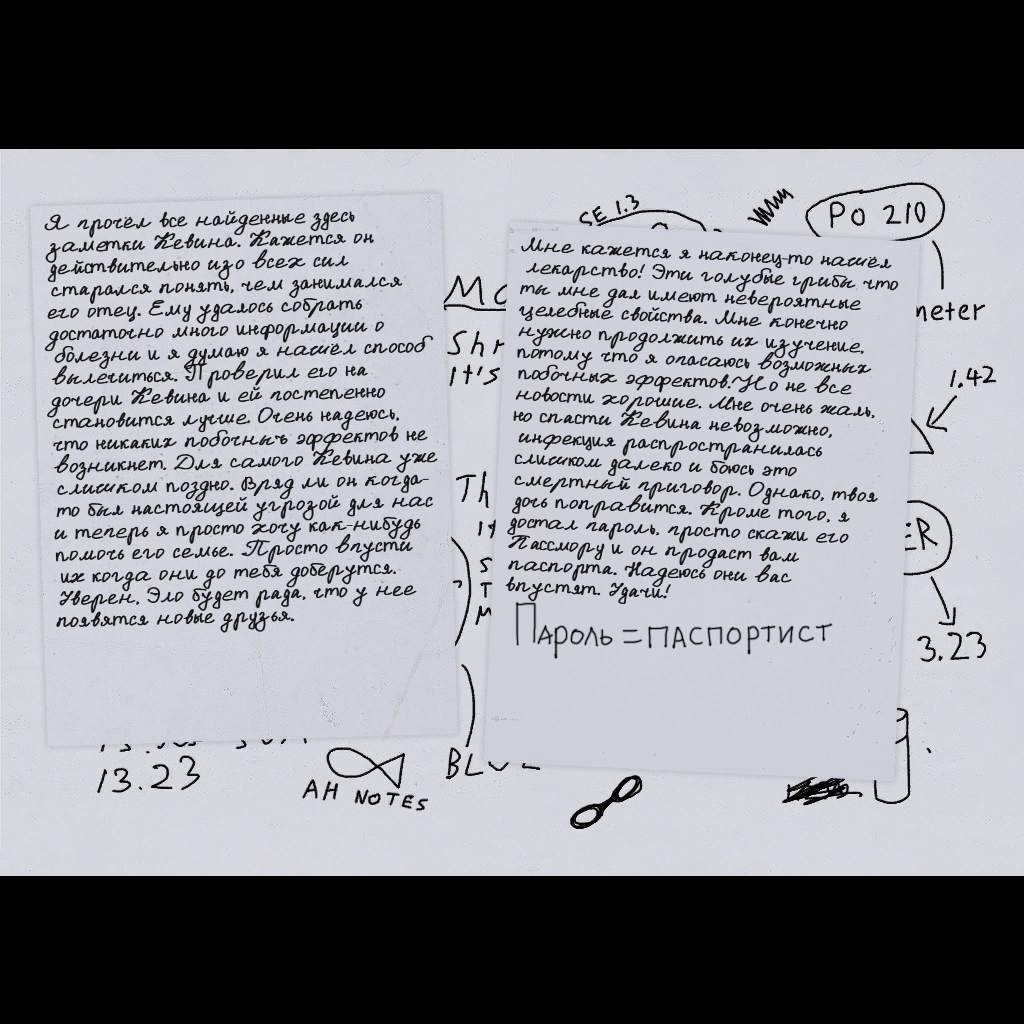 Я прочёл все найденные здесь
заметки Кевина. Кажется он
действительно изо всех сил
старался понять, чем занимался
его отец. Ему удалось собрать
достаточно много информации о
болезни и я думаю я нашёл способ
вылечиться. Проверил его на
дочери Кевина и ей постепенно
становится лучше. Очень надеюсь,
что никаких побочныъ эффектов не
возникнет. Для самого Кевина уже
слишком поздно. Вряд ли он когда-
то был настоящей угрозой для нас
и теперь я просто хочу как-нибудь
помочь его семье. Просто впусти
их когда они до тебя доберутся.
Уверен, Эло будет рада, что у нее
появятся новые друзья.
Мне кажется я наконец-то нашёл
лекарство! Эти голубые грибы что
ты мне дал имеют невероятные
целебные свойства. Мне конечно
нужно продолжить их изучение,
потому что я опасаюсь возможных
побочных эффектов. Но не все
новости хорошие. Мне очень жаль,
но спасти Кевина невозможно,
инфекция распространилась
слишком далеко и боюсь это
смертный приговор. Однако, твоя
дочь поправится. Кроме того, я
достал пароль, просто скажи его
Пассмору и он продаст вам
паспорта. Надеюсь они вас
впустят. Удачи!
Пароль = ПАСПОРТИСТ
SE 1.3
PO 210
meter
1.42
Shr
It's
Th
ER
3.23
13.23
AH NOTES